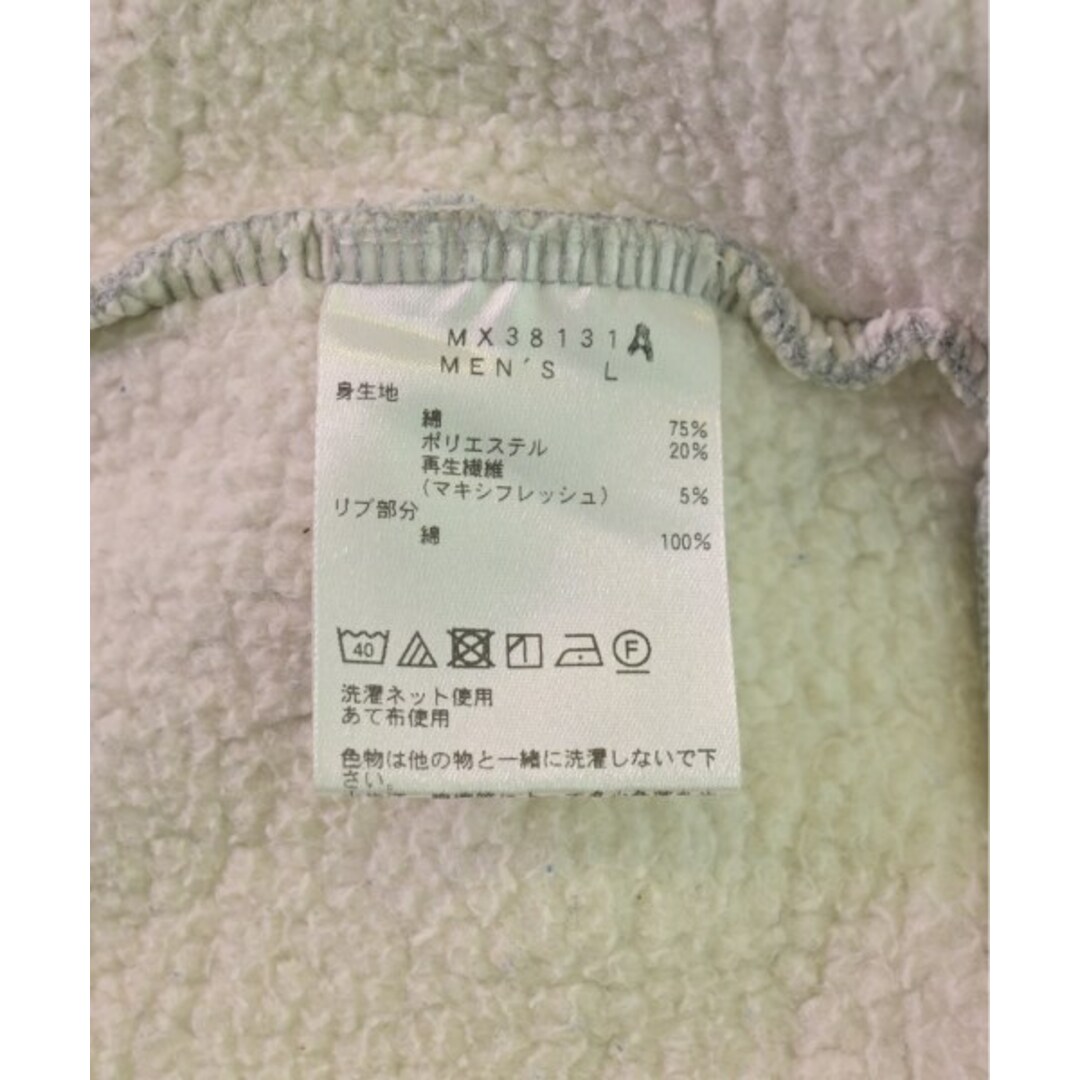 MX38131A
MEN'S L
身生地
綿 75%
ポリエステル 20%
再生繊維
(マキシフレッシュ) 5%
リブ部分
綿 100%
40 F
洗濯ネット使用
あて布使用
色物は他の物と一緒に洗濯しないで下
さい。